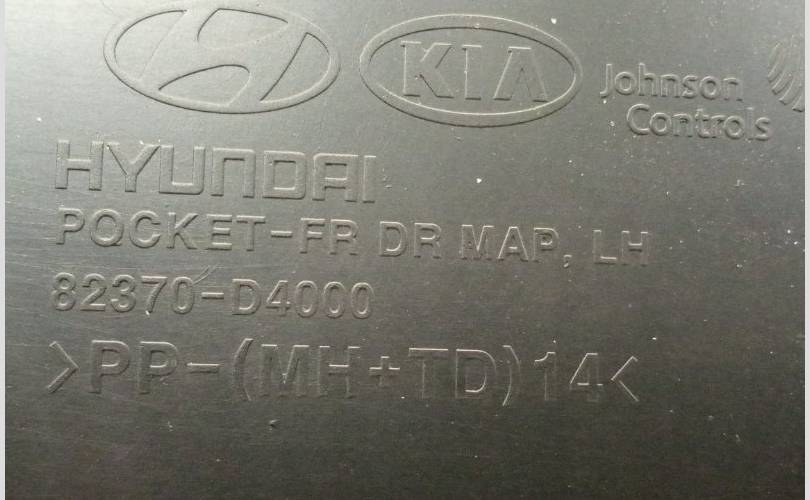 KIA
Johnson
Controls
HYUNDAI
POCKET-FR DR MAP, LH
82370-D4000
>PP-(MH+TD)14<